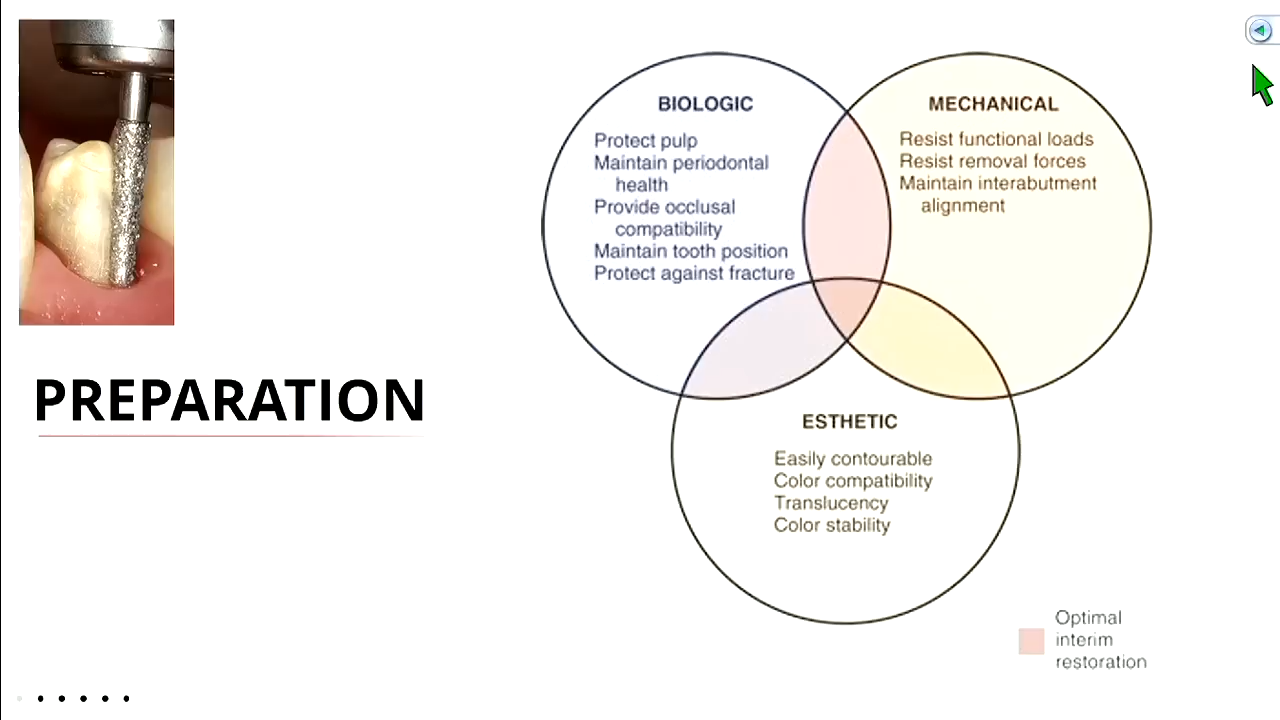 PREPARATION
BIOLOGIC
Protect pulp
Maintain periodontal
health
Provide occlusal
compatibility
Maintain tooth position
Protect against fracture
MECHANICAL
Resist functional loads
Resist removal forces
Maintain interabutment
alignment
ESTHETIC
Easily contourable
Color compatibility
Translucency
Color stability
Optimal
interim
restoration